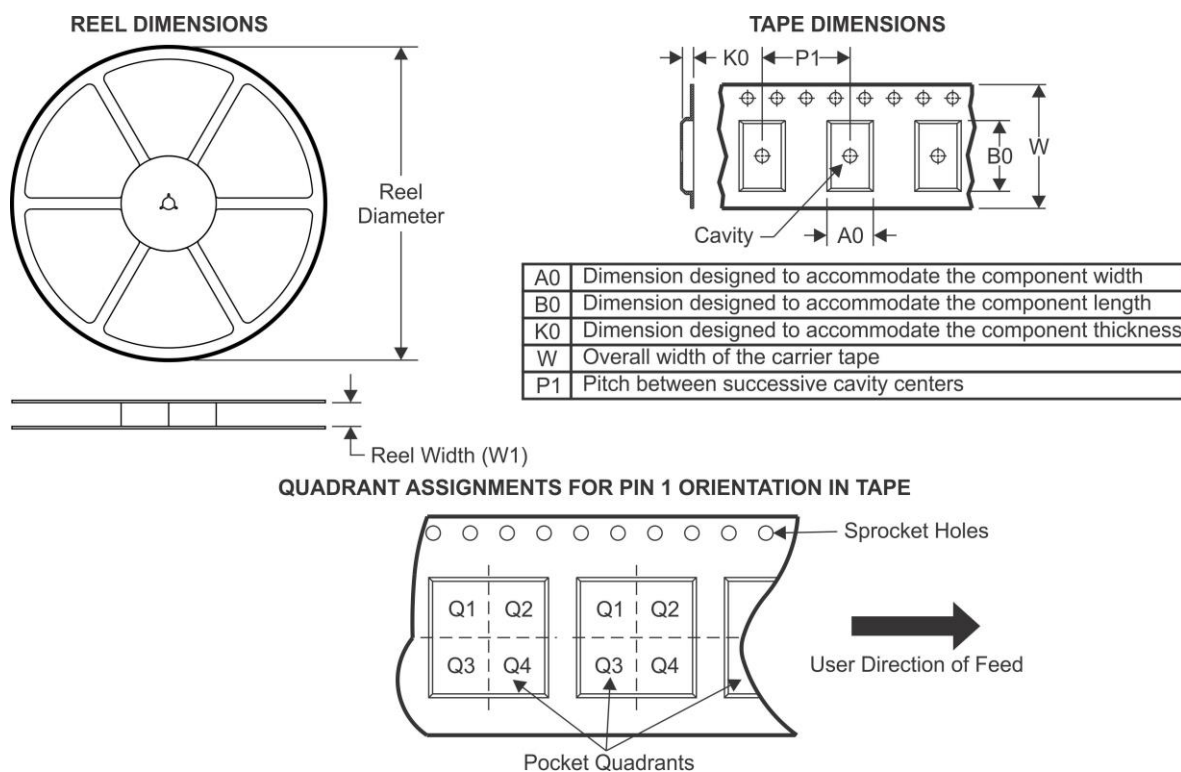 REEL DIMENSIONS
Reel
Diameter
Reel Width (W1)
TAPE DIMENSIONS
K0
P1
B0
W
Cavity
A0
A0 Dimension designed to accommodate the component width
B0 Dimension designed to accommodate the component length
K0 Dimension designed to accommodate the component thickness
W Overall width of the carrier tape
P1 Pitch between successive cavity centers
QUADRANT ASSIGNMENTS FOR PIN 1 ORIENTATION IN TAPE
Sprocket Holes
Q1 Q2 Q1 Q2
Q3 Q4 Q3 Q4
User Direction of Feed
Pocket Quadrants